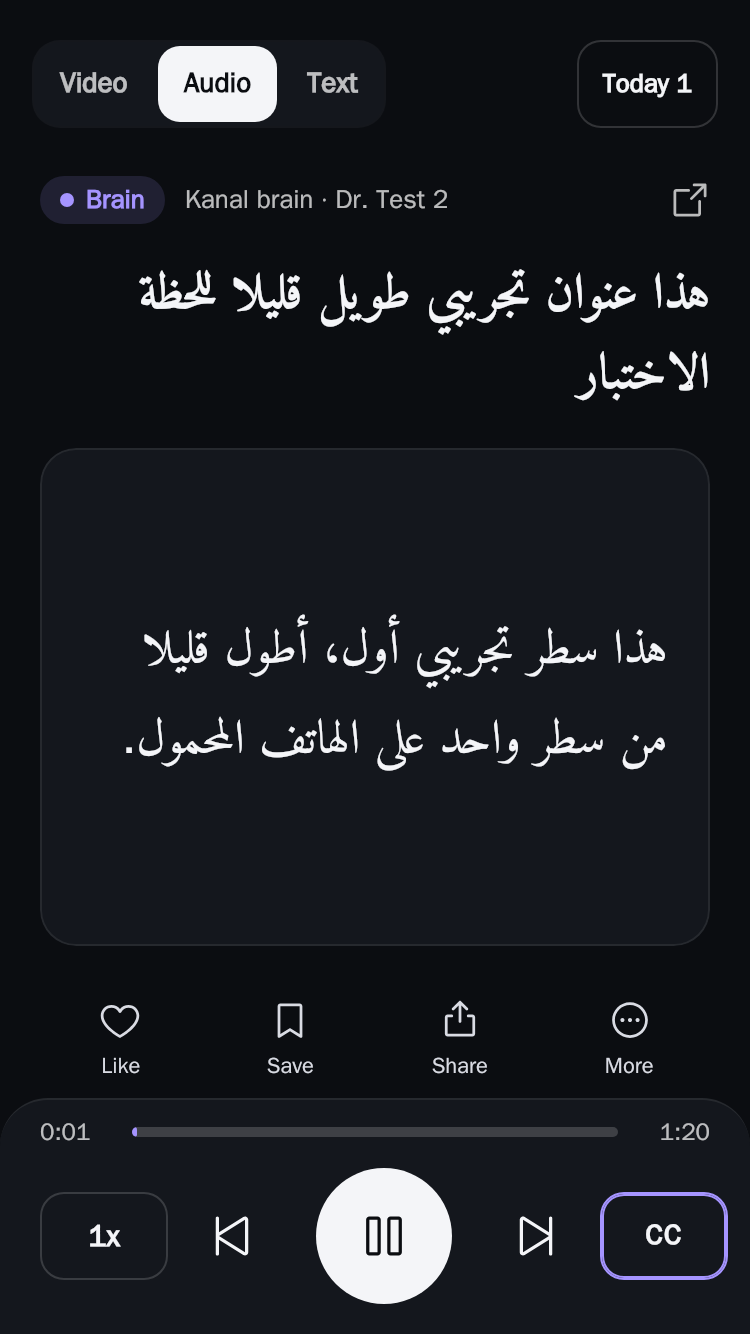 Video Audio Text Today 1
Brain Kanal brain · Dr. Test 2
هذا عنوان تجريبي طويل قليلا للحظة
الاختبار
هذا سطر تجريبي أول، أطول قليلا
من سطر واحد على الهاتف المحمول.
Like Save Share More
0:01 1:20
1x CC